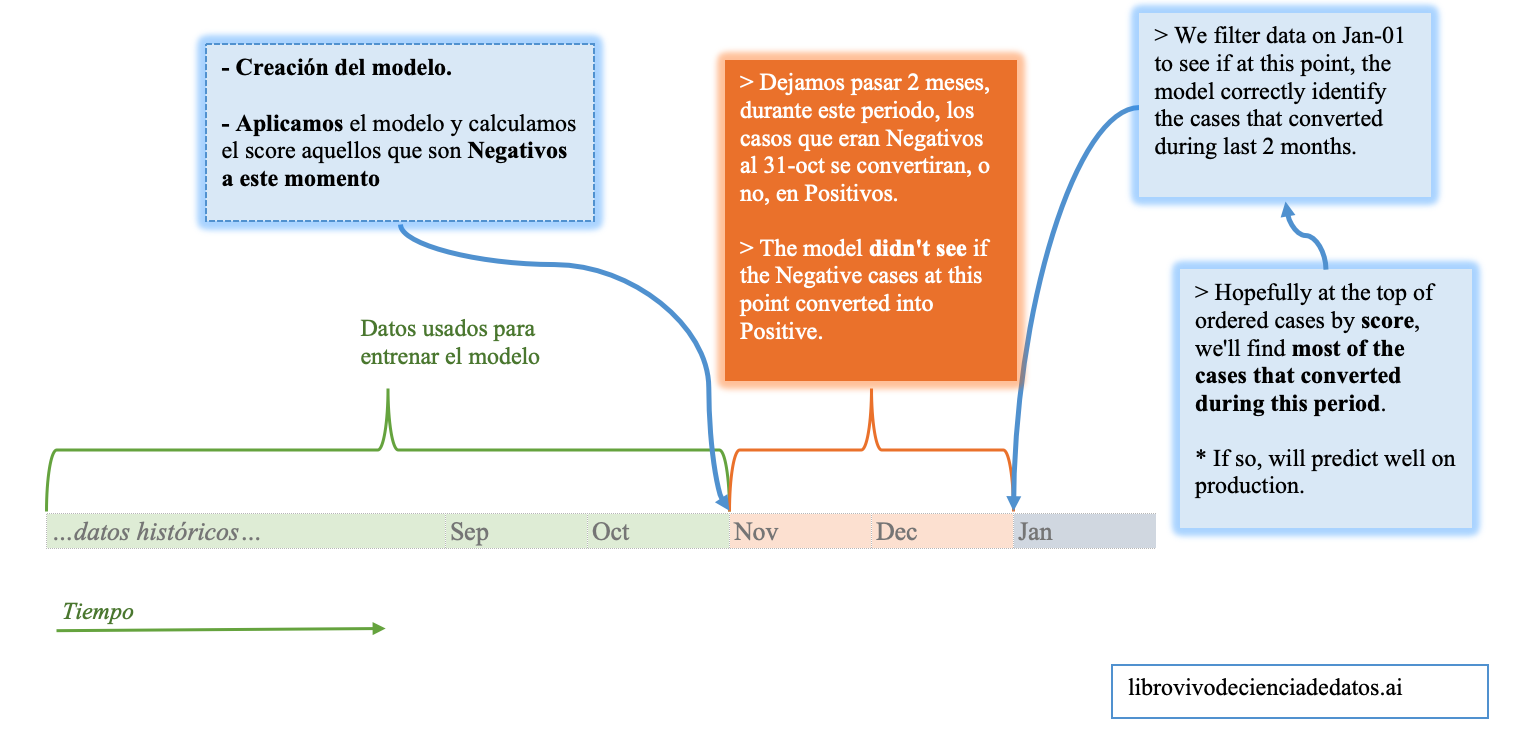 - Creación del modelo.
- Aplicamos el modelo y calculamos
el score aquellos que son Negativos
a este momento
> Dejamos pasar 2 meses,
durante este periodo, los
casos que eran Negativos
al 31-oct se convertiran, o
no, en Positivos.
> The model didn't see if
the Negative cases at this
point converted into
Positive.
> We filter data on Jan-01
to see if at this point, the
model correctly identify
the cases that converted
during last 2 months.
> Hopefully at the top of
ordered cases by score,
we'll find most of the
cases that converted
during this period.
* If so, will predict well on
production.
Datos usados para
entrenar el modelo
...datos históricos... Sep Oct Nov Dec Jan
Tiempo
librovivodecienciadedatos.ai